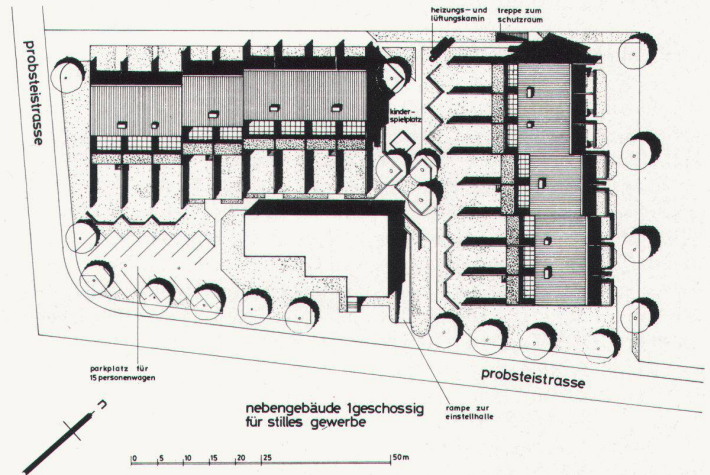 heizungs- und
lüftungskamin
treppe zum
schutzraum
probsteistrasse
kinder-
spielplatz
parkplatz für
15 personenwagen
probsteistrasse
nebengebäude 1geschossig
für stilles gewerbe
rampe zur
einstellhalle
0 5 10 15 20 25 50m